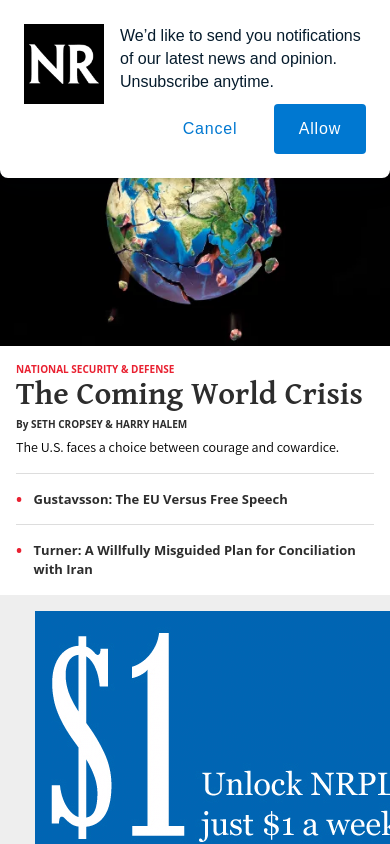 NR
We’d like to send you notifications
of our latest news and opinion.
Unsubscribe anytime.
Cancel
Allow
NATIONAL SECURITY & DEFENSE
The Coming World Crisis
By SETH CROPSEY & HARRY HALEM
The U.S. faces a choice between courage and cowardice.
Gustavsson: The EU Versus Free Speech
Turner: A Willfully Misguided Plan for Conciliation
with Iran
$1
Unlock NRPL
just $1 a week